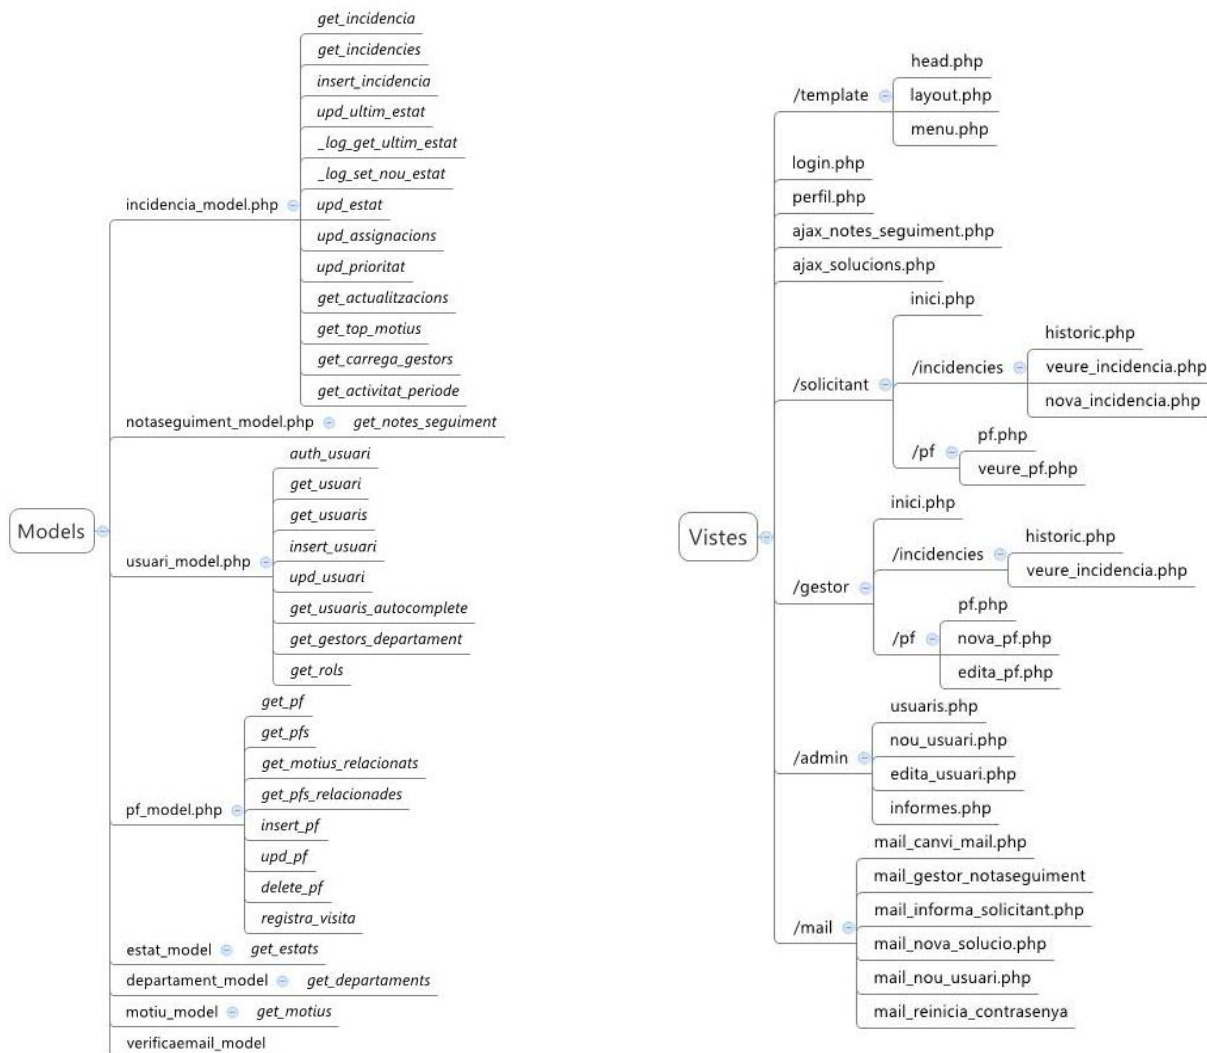 Models
incidencia_model.php
get_incidencia
get_incidencies
insert_incidencia
upd_ultim_estat
_log_get_ultim_estat
_log_set_nou_estat
upd_estat
upd_assignacions
upd_prioritat
get_actualitzacions
get_top_motius
get_carrega_gestors
get_activitat_periode
notaseguiment_model.php
get_notes_seguiment
usuari_model.php
auth_usuari
get_usuari
get_usuaris
insert_usuari
upd_usuari
get_usuaris_autocomplete
get_gestors_departament
get_rols
pf_model.php
get_pf
get_pfs
get_motius_relacionats
get_pfs_relacionades
insert_pf
upd_pf
delete_pf
registra_visita
estat_model
get_estats
departament_model
get_departaments
motiu_model
get_motius
verificaemail_model
Vistes
/template
head.php
layout.php
menu.php
login.php
perfil.php
ajax_notes_seguiment.php
ajax_solucions.php
/solicitant
inici.php
/incidencies
historic.php
veure_incidencia.php
nova_incidencia.php
/pf
pf.php
veure_pf.php
/gestor
inici.php
/incidencies
historic.php
veure_incidencia.php
/pf
pf.php
nova_pf.php
edita_pf.php
/admin
usuaris.php
nou_usuari.php
edita_usuari.php
informes.php
/mail
mail_canvi_mail.php
mail_gestor_notaseguiment
mail_informa_solicitant.php
mail_nova_solucio.php
mail_nou_usuari.php
mail_reinicia_contrasenya